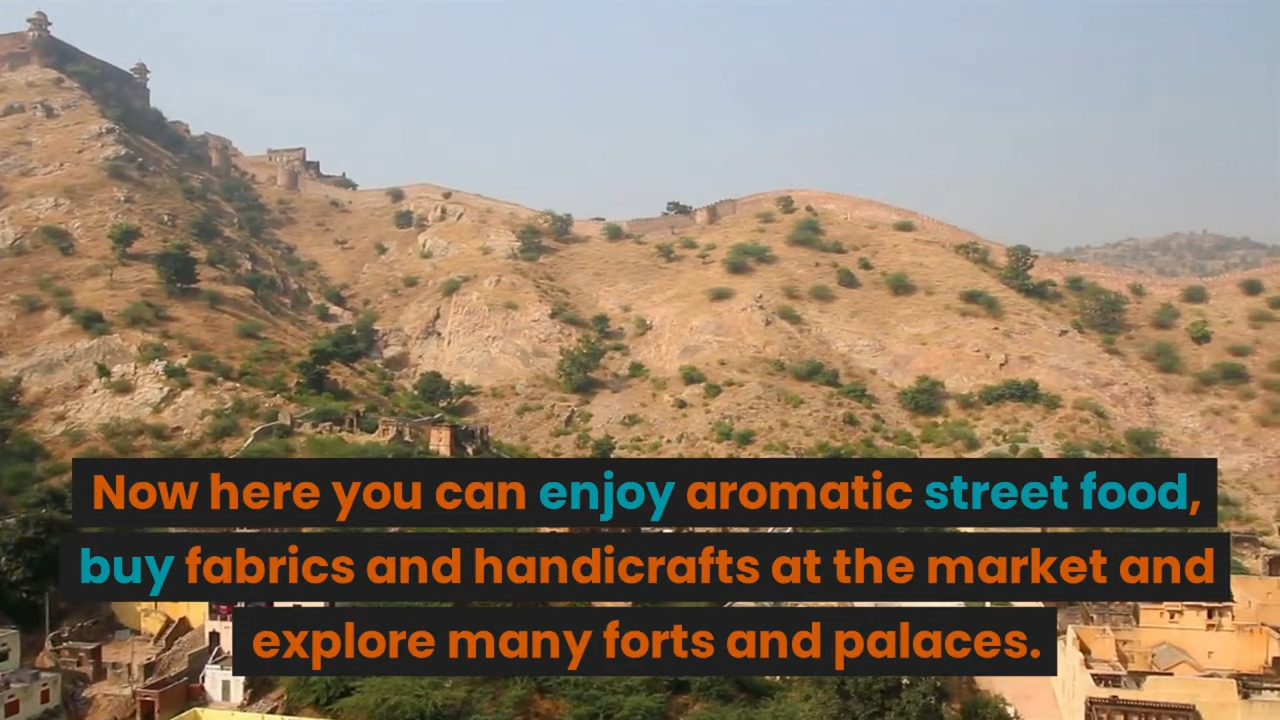 Now here you can enjoy aromatic street food,
buy fabrics and handicrafts at the market and
explore many forts and palaces.